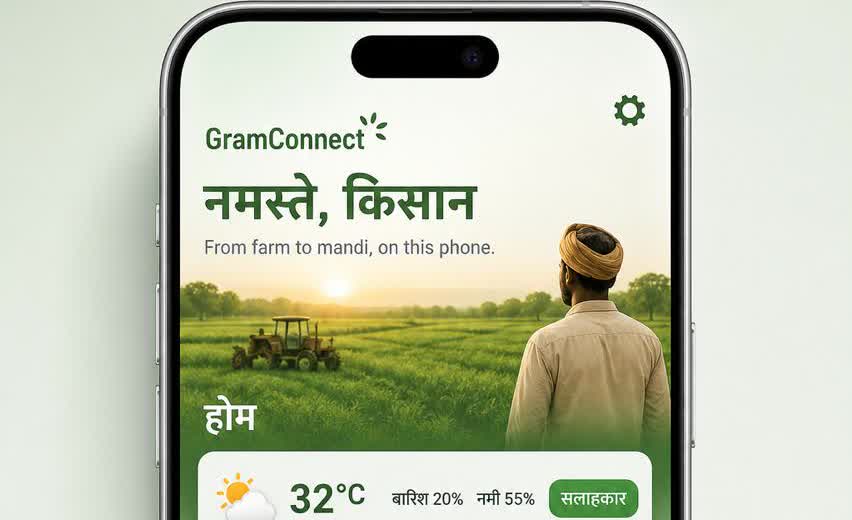 GramConnect
नमस्ते, किसान
From farm to mandi, on this phone.
होम
32°C बारिश 20% नमी 55% सलाहकार